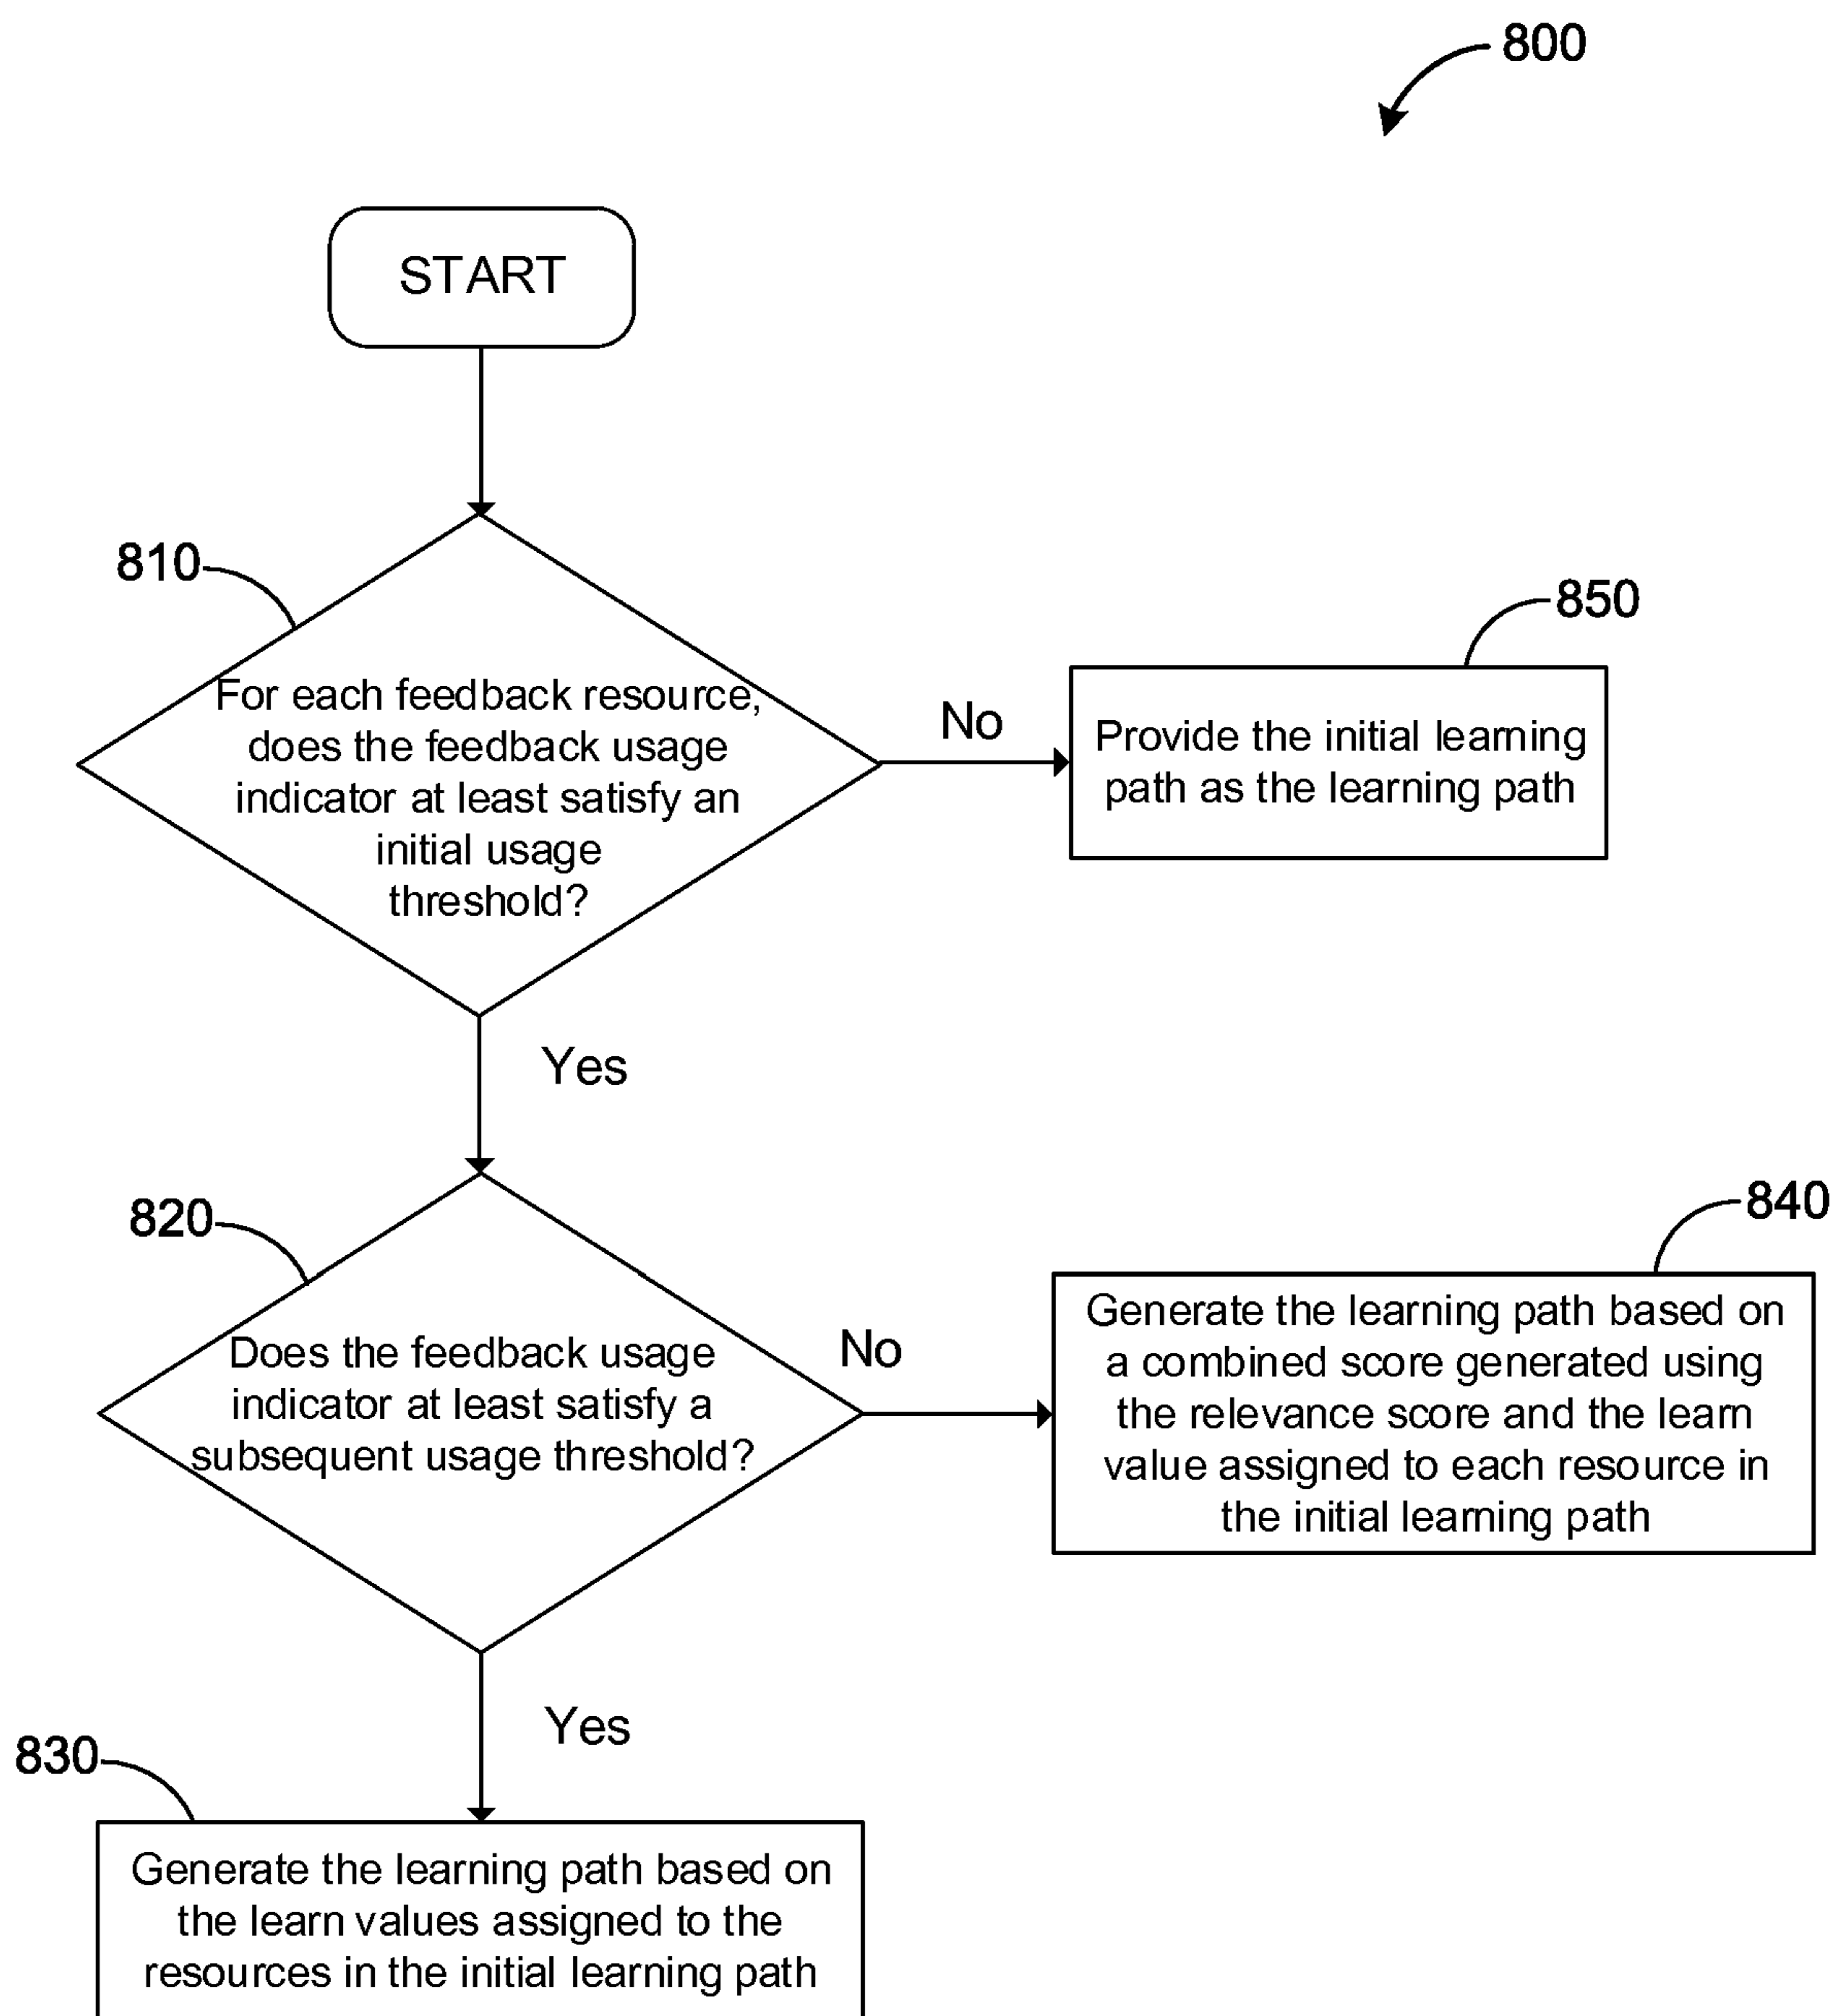 800
START
810
For each feedback resource,
does the feedback usage
indicator at least satisfy an
initial usage
threshold?
No
850
Provide the initial learning
path as the learning path
Yes
820
Does the feedback usage
indicator at least satisfy a
subsequent usage threshold?
No
840
Generate the learning path based on
a combined score generated using
the relevance score and the learn
value assigned to each resource in
the initial learning path
Yes
830
Generate the learning path based on
the learn values assigned to the
resources in the initial learning path